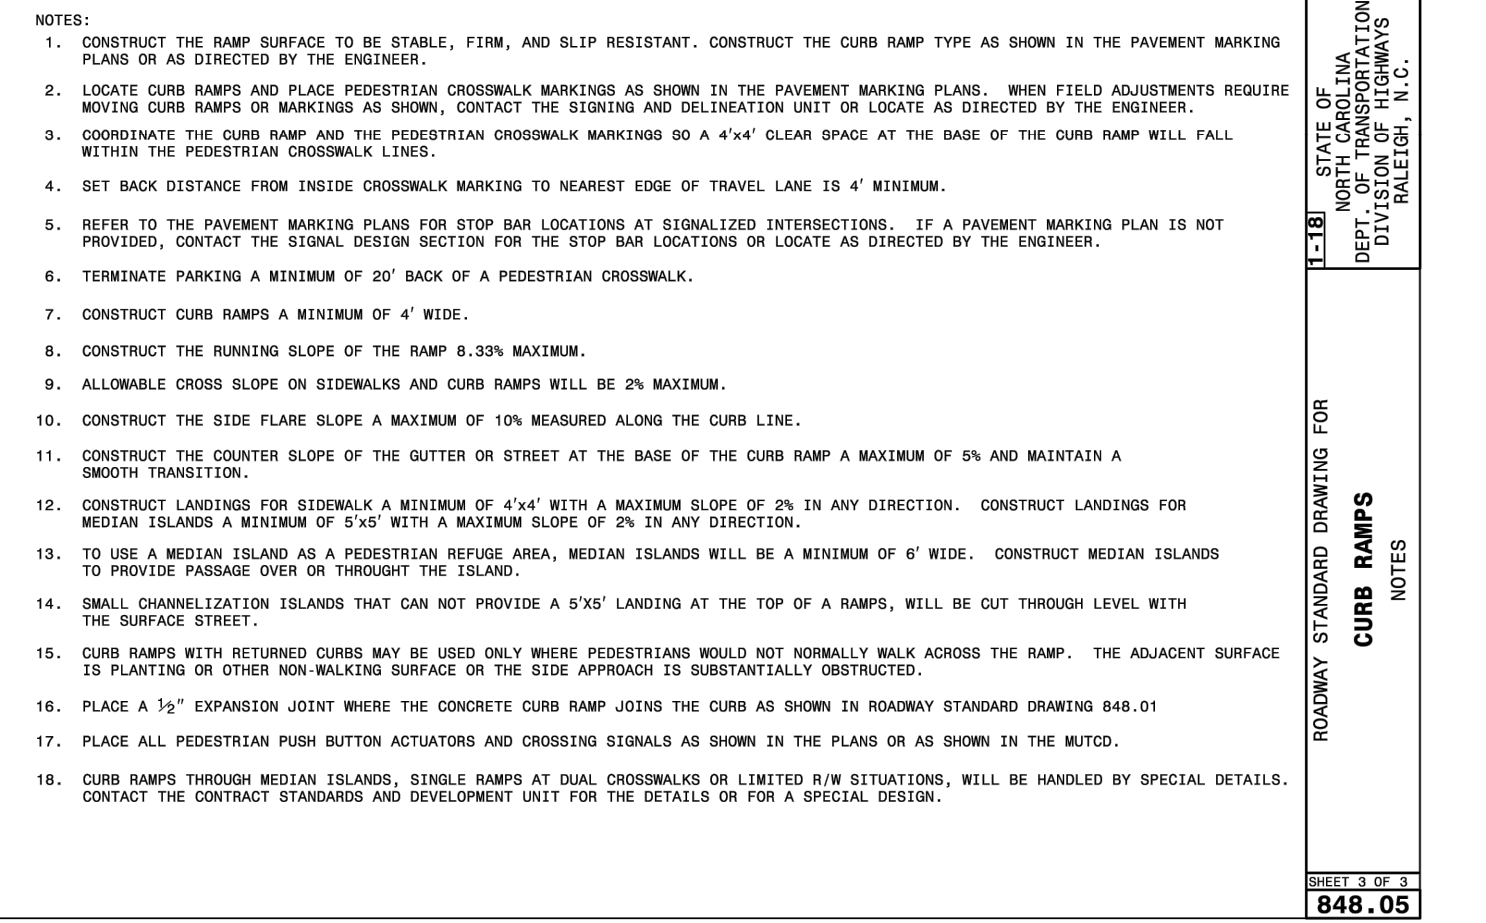 NOTES:
1. CONSTRUCT THE RAMP SURFACE TO BE STABLE, FIRM, AND SLIP RESISTANT. CONSTRUCT THE CURB RAMP TYPE AS SHOWN IN THE PAVEMENT MARKING
PLANS OR AS DIRECTED BY THE ENGINEER.
2. LOCATE CURB RAMPS AND PLACE PEDESTRIAN CROSSWALK MARKINGS AS SHOWN IN THE PAVEMENT MARKING PLANS. WHEN FIELD ADJUSTMENTS REQUIRE
MOVING CURB RAMPS OR MARKINGS AS SHOWN, CONTACT THE SIGNING AND DELINEATION UNIT OR LOCATE AS DIRECTED BY THE ENGINEER.
3. COORDINATE THE CURB RAMP AND THE PEDESTRIAN CROSSWALK MARKINGS SO A 4'x4' CLEAR SPACE AT THE BASE OF THE CURB RAMP WILL FALL
WITHIN THE PEDESTRIAN CROSSWALK LINES.
4. SET BACK DISTANCE FROM INSIDE CROSSWALK MARKING TO NEAREST EDGE OF TRAVEL LANE IS 4' MINIMUM.
5. REFER TO THE PAVEMENT MARKING PLANS FOR STOP BAR LOCATIONS AT SIGNALIZED INTERSECTIONS. IF A PAVEMENT MARKING PLAN IS NOT
PROVIDED, CONTACT THE SIGNAL DESIGN SECTION FOR THE STOP BAR LOCATIONS OR LOCATE AS DIRECTED BY THE ENGINEER.
6. TERMINATE PARKING A MINIMUM OF 20' BACK OF A PEDESTRIAN CROSSWALK.
7. CONSTRUCT CURB RAMPS A MINIMUM OF 4' WIDE.
8. CONSTRUCT THE RUNNING SLOPE OF THE RAMP 8.33% MAXIMUM.
9. ALLOWABLE CROSS SLOPE ON SIDEWALKS AND CURB RAMPS WILL BE 2% MAXIMUM.
10. CONSTRUCT THE SIDE FLARE SLOPE A MAXIMUM OF 10% MEASURED ALONG THE CURB LINE.
11. CONSTRUCT THE COUNTER SLOPE OF THE GUTTER OR STREET AT THE BASE OF THE CURB RAMP A MAXIMUM OF 5% AND MAINTAIN A
SMOOTH TRANSITION.
12. CONSTRUCT LANDINGS FOR SIDEWALK A MINIMUM OF 4'x4' WITH A MAXIMUM SLOPE OF 2% IN ANY DIRECTION. CONSTRUCT LANDINGS FOR
MEDIAN ISLANDS A MINIMUM OF 5'x5' WITH A MAXIMUM SLOPE OF 2% IN ANY DIRECTION.
13. TO USE A MEDIAN ISLAND AS A PEDESTRIAN REFUGE AREA, MEDIAN ISLANDS WILL BE A MINIMUM OF 6' WIDE. CONSTRUCT MEDIAN ISLANDS
TO PROVIDE PASSAGE OVER OR THROUGHT THE ISLAND.
14. SMALL CHANNELIZATION ISLANDS THAT CAN NOT PROVIDE A 5'X5' LANDING AT THE TOP OF A RAMPS, WILL BE CUT THROUGH LEVEL WITH
THE SURFACE STREET.
15. CURB RAMPS WITH RETURNED CURBS MAY BE USED ONLY WHERE PEDESTRIANS WOULD NOT NORMALLY WALK ACROSS THE RAMP. THE ADJACENT SURFACE
IS PLANTING OR OTHER NON-WALKING SURFACE OR THE SIDE APPROACH IS SUBSTANTIALLY OBSTRUCTED.
16. PLACE A ½" EXPANSION JOINT WHERE THE CONCRETE CURB RAMP JOINS THE CURB AS SHOWN IN ROADWAY STANDARD DRAWING 848.01
17. PLACE ALL PEDESTRIAN PUSH BUTTON ACTUATORS AND CROSSING SIGNALS AS SHOWN IN THE PLANS OR AS SHOWN IN THE MUTCD.
18. CURB RAMPS THROUGH MEDIAN ISLANDS, SINGLE RAMPS AT DUAL CROSSWALKS OR LIMITED R/W SITUATIONS, WILL BE HANDLED BY SPECIAL DETAILS.
CONTACT THE CONTRACT STANDARDS AND DEVELOPMENT UNIT FOR THE DETAILS OR FOR A SPECIAL DESIGN.
1-18
STATE OF
NORTH CAROLINA
DEPT. OF TRANSPORTATION
DIVISION OF HIGHWAYS
RALEIGH, N.C.
ROADWAY STANDARD DRAWING FOR
CURB RAMPS
NOTES
SHEET 3 OF 3
848.05